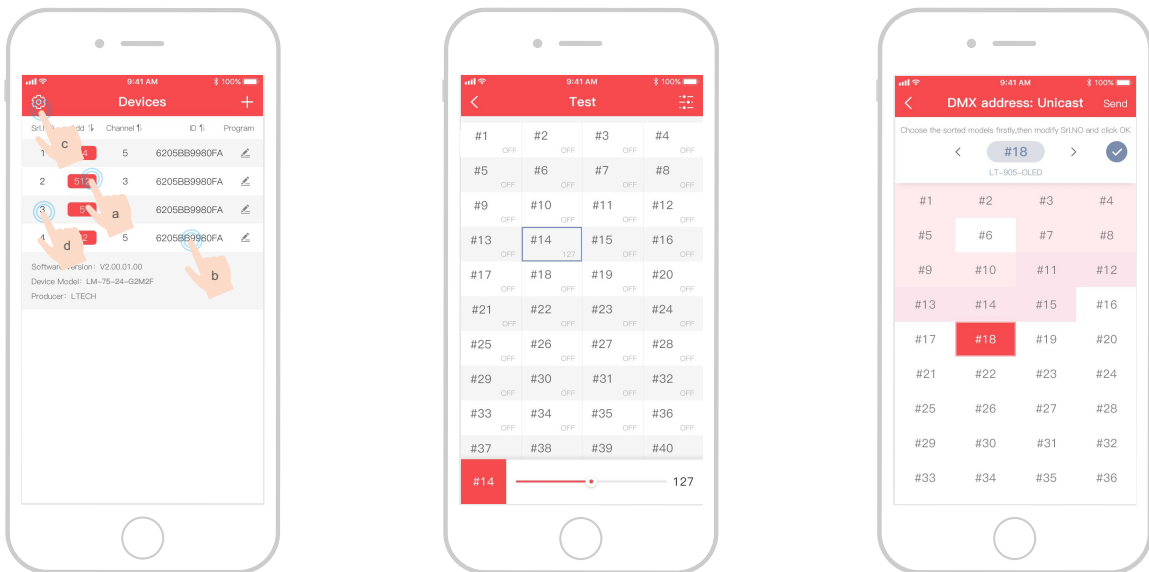 9:41 AM
100%
Devices
+
Add
Channel
ID
Program
1
5
6205BB9980FA
c
2
512
3
6205BB9980FA
3
5
6205BB9980FA
a
4
5
6205BB9980FA
d
b
Software Version: V2.00.01.00
Device Model: LM-75-24-G2M2F
Producer: LTECH
9:41 AM
100%
Test
#1 #2 #3 #4
OFF OFF OFF OFF
#5 #6 #7 #8
OFF OFF OFF OFF
#9 #10 #11 #12
OFF OFF OFF OFF
#13 #14 #15 #16
OFF 127 OFF OFF
#17 #18 #19 #20
OFF OFF OFF OFF
#21 #22 #23 #24
OFF OFF OFF OFF
#25 #26 #27 #28
OFF OFF OFF OFF
#29 #30 #31 #32
OFF OFF OFF OFF
#33 #34 #35 #36
OFF OFF OFF OFF
#37 #38 #39 #40
#14 127
9:41 AM
100%
DMX address: Unicast Send
Choose the sorted models firstly,then modify Srl.NO and click OK
< #18 >
LT-905-OLED
#1 #2 #3 #4
#5 #6 #7 #8
#9 #10 #11 #12
#13 #14 #15 #16
#17 #18 #19 #20
#21 #22 #23 #24
#25 #26 #27 #28
#29 #30 #31 #32
#33 #34 #35 #36